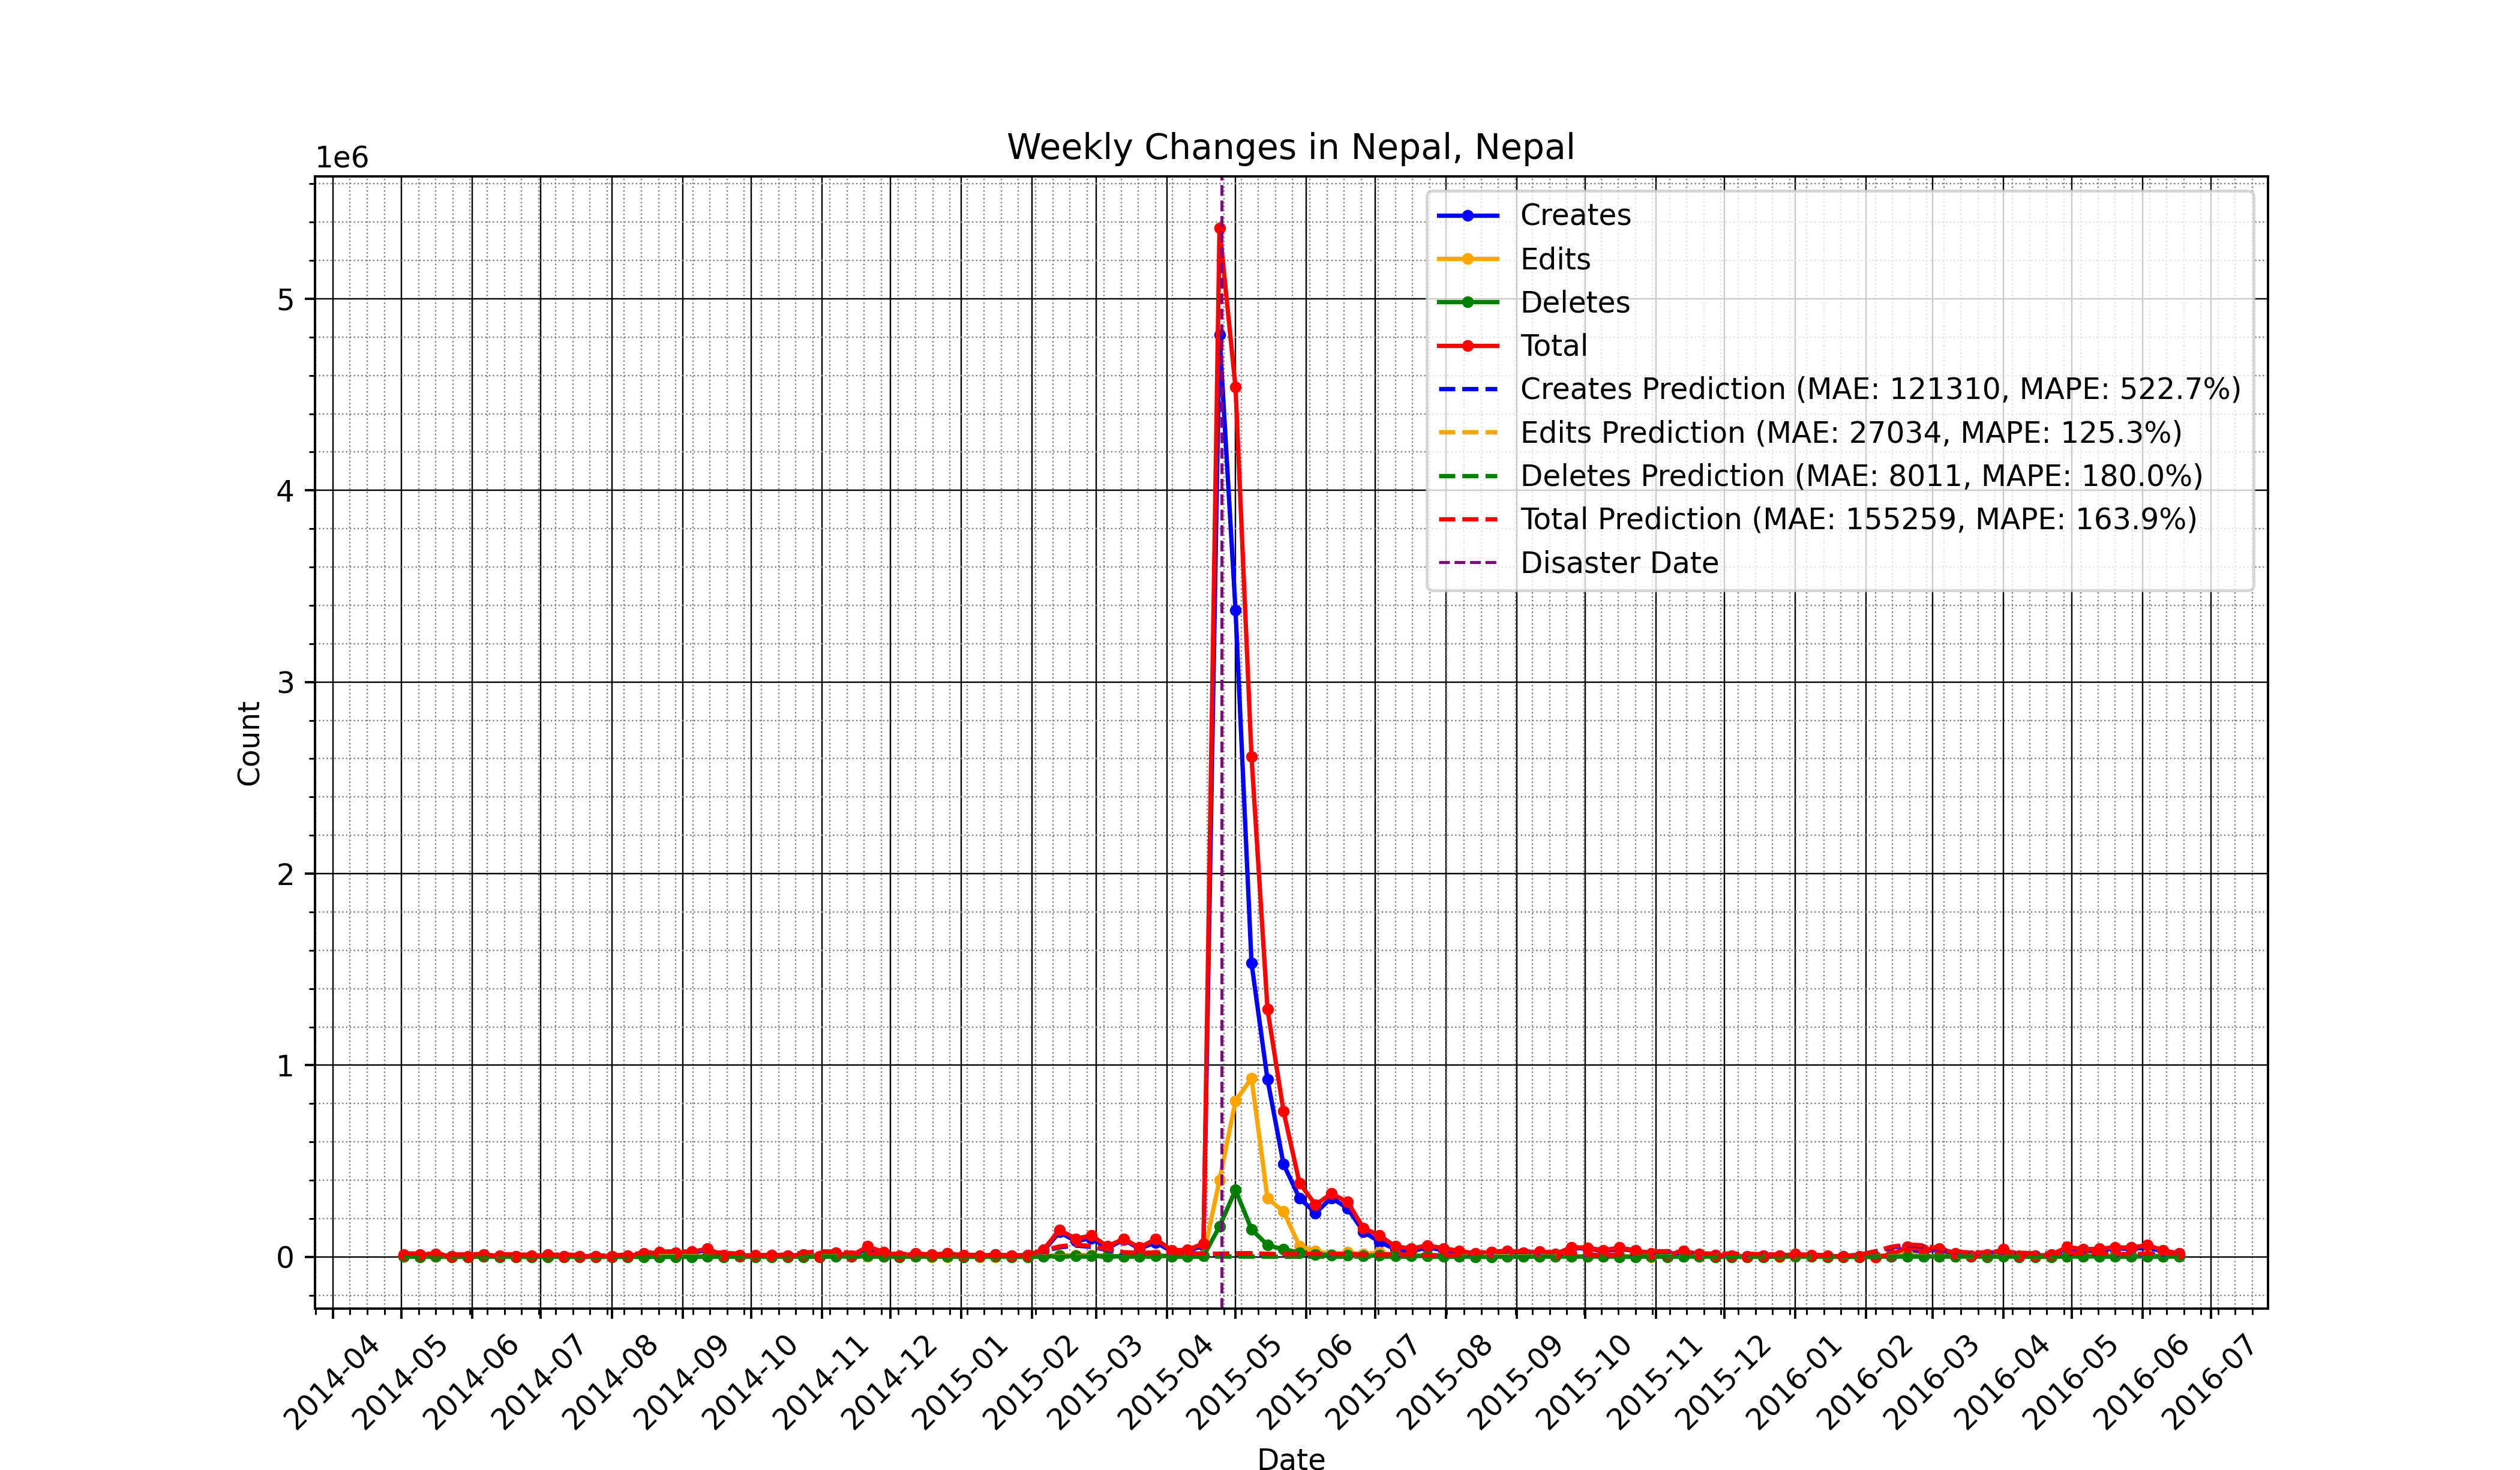 Weekly Changes in Nepal, Nepal
1e6
Creates
Edits
Deletes
Total
Creates Prediction (MAE: 121310, MAPE: 522.7%)
Edits Prediction (MAE: 27034, MAPE: 125.3%)
Deletes Prediction (MAE: 8011, MAPE: 180.0%)
Total Prediction (MAE: 155259, MAPE: 163.9%)
Disaster Date
5
4
3
2
1
0
Count
2014-04
2014-05
2014-06
2014-07
2014-08
2014-09
2014-10
2014-11
2014-12
2015-01
2015-02
2015-03
2015-04
2015-05
2015-06
2015-07
2015-08
2015-09
2015-10
2015-11
2015-12
2016-01
2016-02
2016-03
2016-04
2016-05
2016-06
2016-07
Date